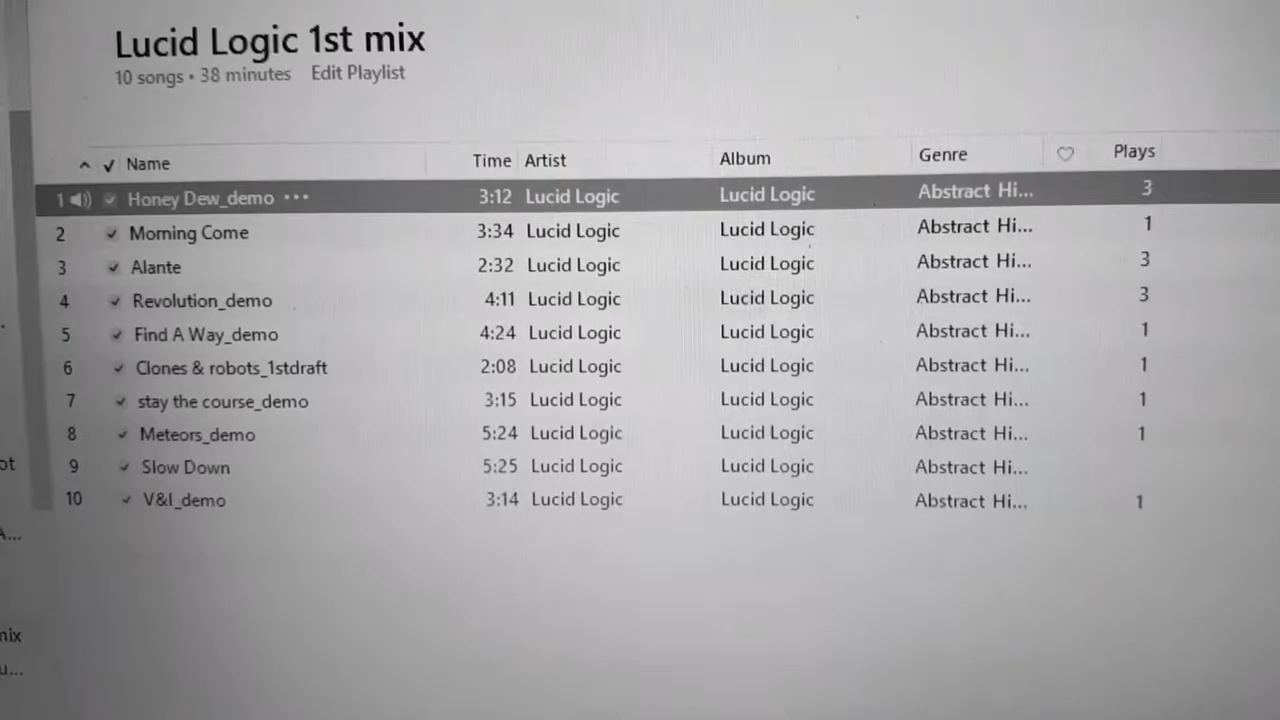 Lucid Logic 1st mix
10 songs • 38 minutes Edit Playlist
Name Time Artist Album Genre Plays
1 Honey Dew_demo ••• 3:12 Lucid Logic Lucid Logic Abstract Hi... 3
2 Morning Come 3:34 Lucid Logic Lucid Logic Abstract Hi... 1
3 Alante 2:32 Lucid Logic Lucid Logic Abstract Hi... 3
4 Revolution_demo 4:11 Lucid Logic Lucid Logic Abstract Hi... 3
5 Find A Way_demo 4:24 Lucid Logic Lucid Logic Abstract Hi... 1
6 Clones & robots_1stdraft 2:08 Lucid Logic Lucid Logic Abstract Hi... 1
7 stay the course_demo 3:15 Lucid Logic Lucid Logic Abstract Hi... 1
8 Meteors_demo 5:24 Lucid Logic Lucid Logic Abstract Hi... 1
9 Slow Down 5:25 Lucid Logic Lucid Logic Abstract Hi...
10 V&I_demo 3:14 Lucid Logic Lucid Logic Abstract Hi... 1